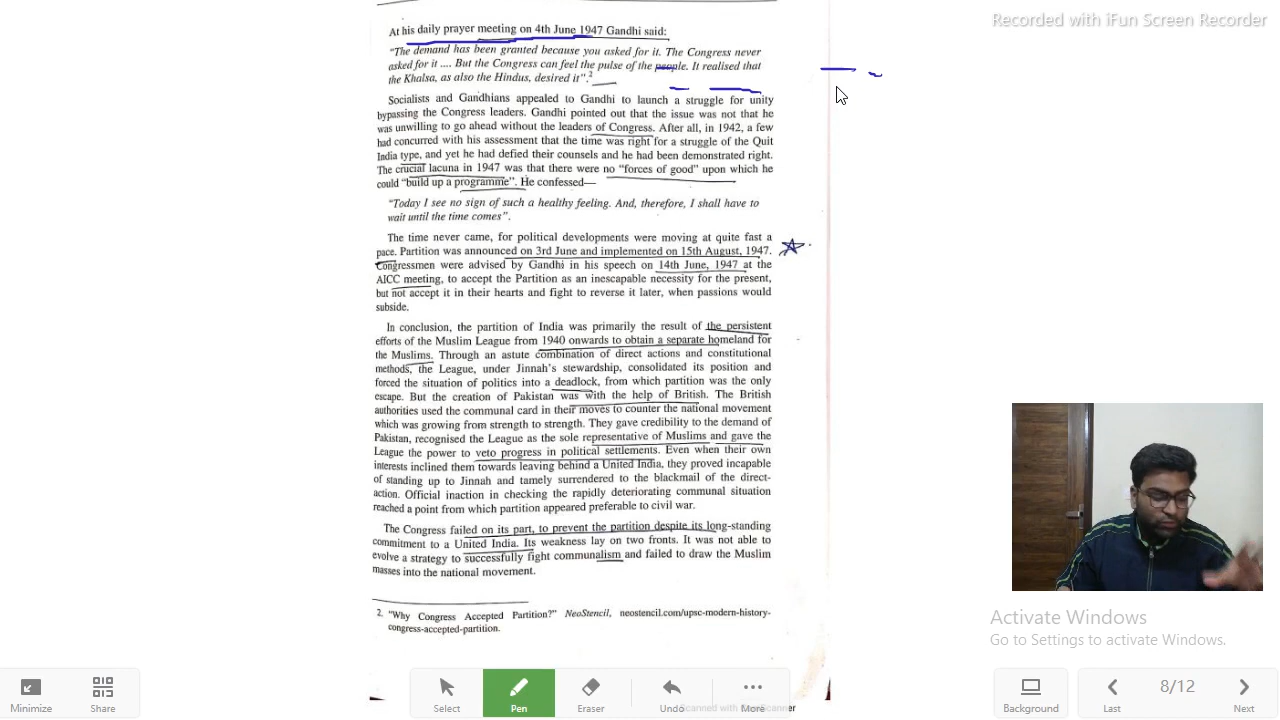 Recorded with iFun Screen Recorder
At his daily prayer meeting on 4th June 1947 Gandhi said:
"The demand has been granted because you asked for it. The Congress never
asked for it .... But the Congress can feel the pulse of the people. It realised that
the Khalsa, as also the Hindus, desired it".2
Socialists and Gandhians appealed to Gandhi to launch a struggle for unity
bypassing the Congress leaders. Gandhi pointed out that the issue was not that he
was unwilling to go ahead without the leaders of Congress. After all, in 1942, a few
had concurred with his assessment that the time was right for a struggle of the Quit
India type, and yet he had defied their counsels and he had been demonstrated right.
The crucial lacuna in 1947 was that there were no "forces of good" upon which he
could "build up a programme". He confessed—
"Today I see no sign of such a healthy feeling. And, therefore, I shall have to
wait until the time comes".
The time never came, for political developments were moving at quite fast a
pace. Partition was announced on 3rd June and implemented on 15th August, 1947.
Congressmen were advised by Gandhi in his speech on 14th June, 1947 at the
AICC meeting, to accept the Partition as an inescapable necessity for the present,
but not accept it in their hearts and fight to reverse it later, when passions would
subside.
In conclusion, the partition of India was primarily the result of the persistent
efforts of the Muslim League from 1940 onwards to obtain a separate homeland for
the Muslims. Through an astute combination of direct actions and constitutional
methods, the League, under Jinnah's stewardship, consolidated its position and
forced the situation of politics into a deadlock, from which partition was the only
escape. But the creation of Pakistan was with the help of British. The British
authorities used the communal card in their moves to counter the national movement
which was growing from strength to strength. They gave credibility to the demand of
Pakistan, recognised the League as the sole representative of Muslims and gave the
League the power to veto progress in political settlements. Even when their own
interests inclined them towards leaving behind a United India, they proved incapable
of standing up to Jinnah and tamely surrendered to the blackmail of the direct-
action. Official inaction in checking the rapidly deteriorating communal situation
reached a point from which partition appeared preferable to civil war.
The Congress failed on its part, to prevent the partition despite its long-standing
commitment to a United India. Its weakness lay on two fronts. It was not able to
evolve a strategy to successfully fight communalism and failed to draw the Muslim
masses into the national movement.
2. "Why Congress Accepted Partition?" NeoStencil, neostencil.com/upsc-modern-history-
congress-accepted-partition.
Activate Windows
Go to Settings to activate Windows.
Minimize
Share
Select
Pen
Eraser
Undo
More
Scanned with
Background
Last
8/12
Next